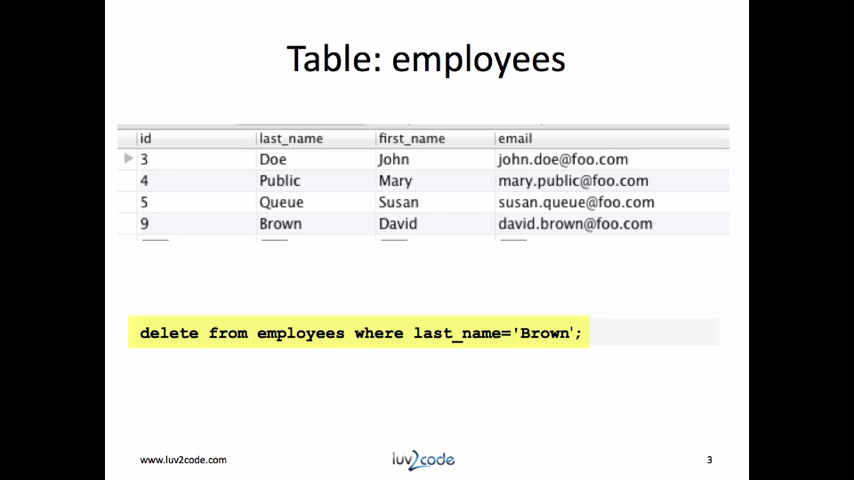 Table: employees
id last_name first_name email
3 Doe John john.doe@foo.com
4 Public Mary mary.public@foo.com
5 Queue Susan susan.queue@foo.com
9 Brown David david.brown@foo.com
delete from employees where last_name='Brown';
www.luv2code.com luv2code 3